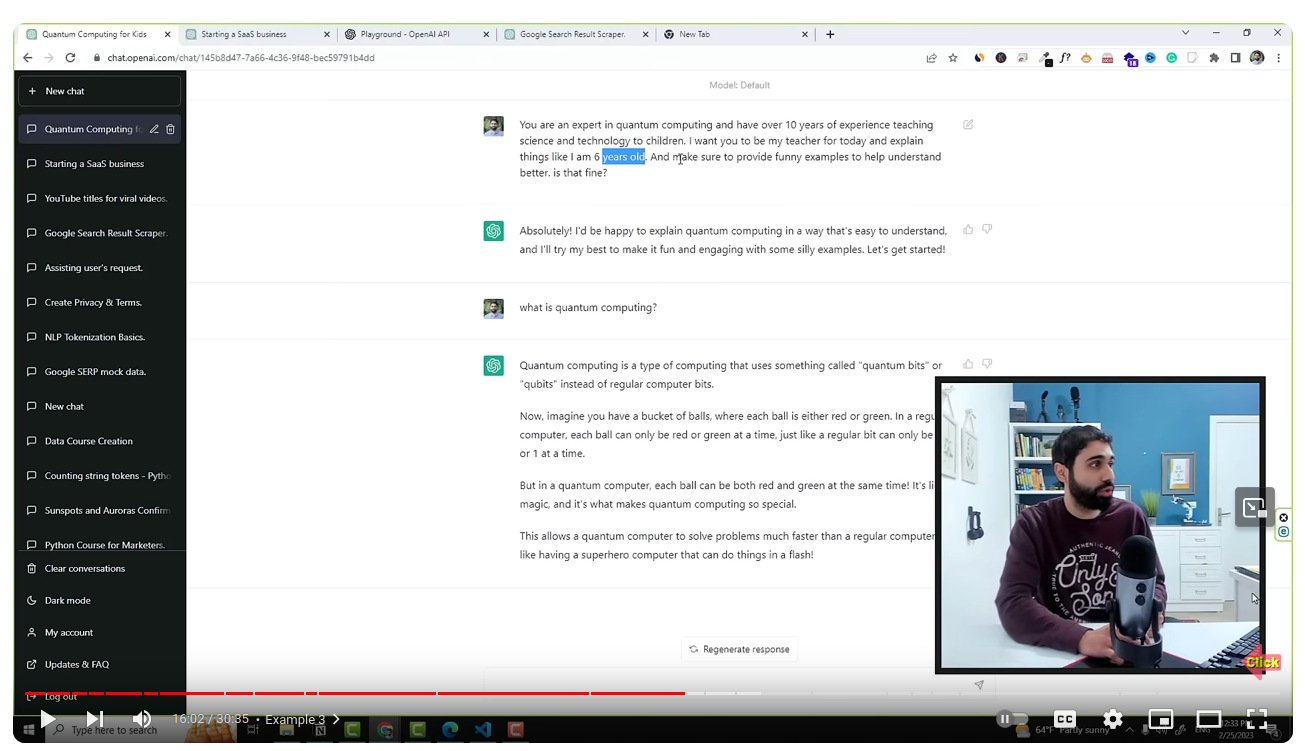 Quantum Computing for Kids
Starting a SaaS business
Playground - OpenAI API
Google Search Result Scraper.
New Tab
chat.openai.com/chat/145b8d47-7a66-4c36-9f48-bec59791b4dd
f?
18
New chat
Model: Default
Quantum Computing fo
Starting a SaaS business
YouTube titles for viral videos.
Google Search Result Scraper.
Assisting user's request.
Create Privacy & Terms.
NLP Tokenization Basics.
Google SERP mock data.
New chat
Data Course Creation
Counting string tokens - Pytho
Sunspots and Auroras Confirm
Python Course for Marketers.
Clear conversations
Dark mode
My account
Updates & FAQ
Log out
You are an expert in quantum computing and have over 10 years of experience teaching
science and technology to children. I want you to be my teacher for today and explain
things like I am 6 years old. And make sure to provide funny examples to help understand
better. is that fine?
Absolutely! I'd be happy to explain quantum computing in a way that's easy to understand,
and I'll try my best to make it fun and engaging with some silly examples. Let's get started!
what is quantum computing?
Quantum computing is a type of computing that uses something called "quantum bits" or
"qubits" instead of regular computer bits.
Now, imagine you have a bucket of balls, where each ball is either red or green. In a regu
computer, each ball can only be red or green at a time, just like a regular bit can only be
or 1 at a time.
But in a quantum computer, each ball can be both red and green at the same time! It's li
magic, and it's what makes quantum computing so special.
This allows a quantum computer to solve problems much faster than a regular computer
like having a superhero computer that can do things in a flash!
AUTHENTIC JEANS
Only &
Sons
Regenerate response
Click
16:02 / 30:35 • Example 3
CC
Type here to search
64°F Partly sunny
ENG
12:33 PM
2/25/2023
4